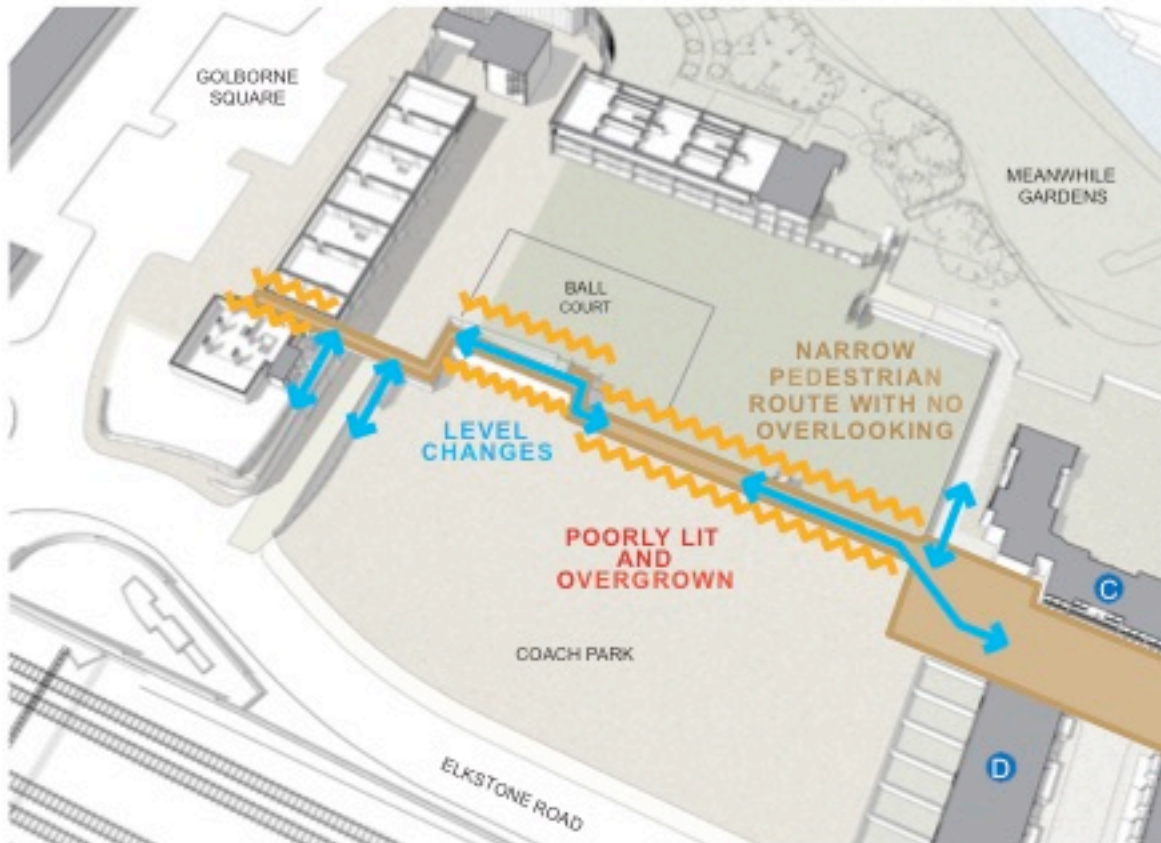 GOLBORNE
SQUARE
MEANWHILE
GARDENS
BALL
COURT
NARROW
PEDESTRIAN
ROUTE WITH NO
OVERLOOKING
LEVEL
CHANGES
POORLY LIT
AND
OVERGROWN
C
COACH PARK
D
ELKSTONE ROAD